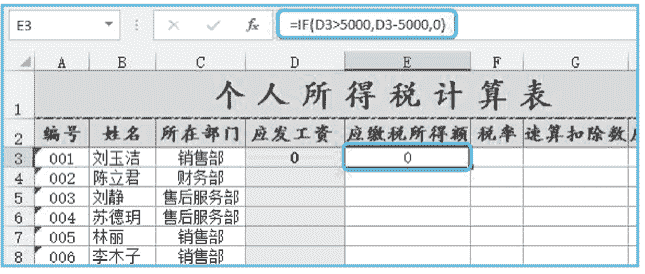 E3 =IF(D3>5000,D3-5000,0)
A B C D E F G
1 个人所得税计算表
2 编号 姓名 所在部门 应发工资 应缴税所得额 税率 速算扣除数
3 001 刘玉洁 销售部 0 0
4 002 陈立君 财务部
5 003 刘静 售后服务部
6 004 苏德玥 售后服务部
7 005 林丽 销售部
8 006 李木子 销售部